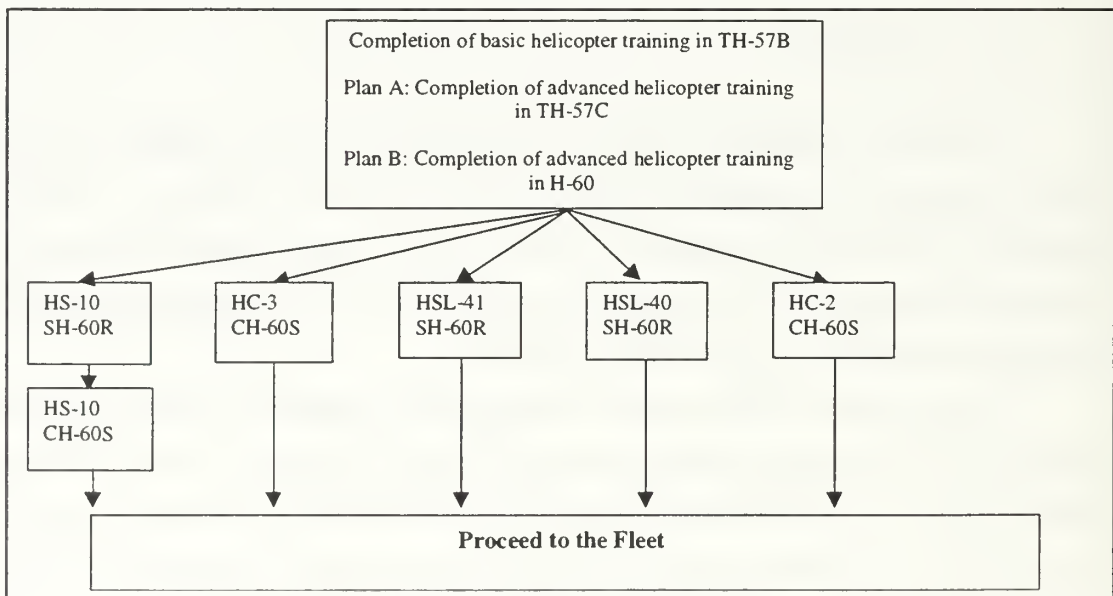 Completion of basic helicopter training in TH-57B
Plan A: Completion of advanced helicopter training
in TH-57C
Plan B: Completion of advanced helicopter training
in H-60
HS-10
SH-60R
HC-3
CH-60S
HSL-41
SH-60R
HSL-40
SH-60R
HC-2
CH-60S
HS-10
CH-60S
Proceed to the Fleet